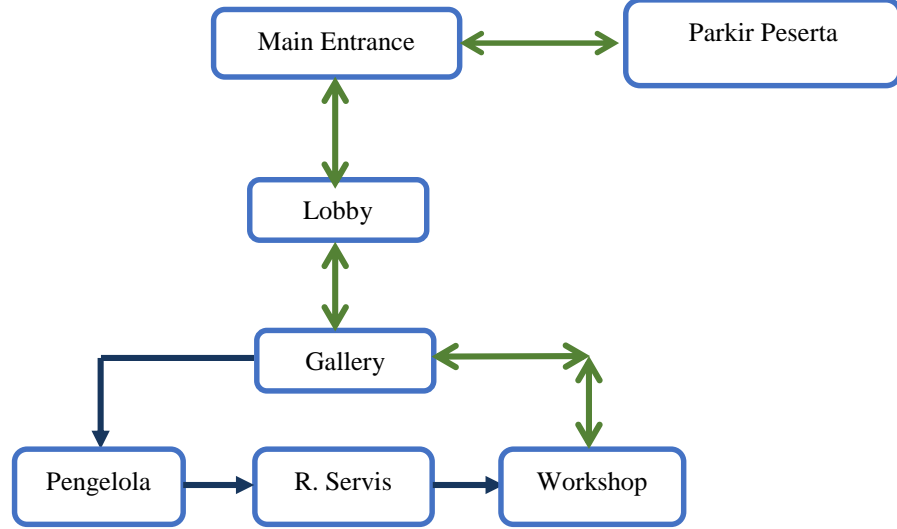 Main Entrance
Parkir Peserta
Lobby
Gallery
Pengelola
R. Servis
Workshop